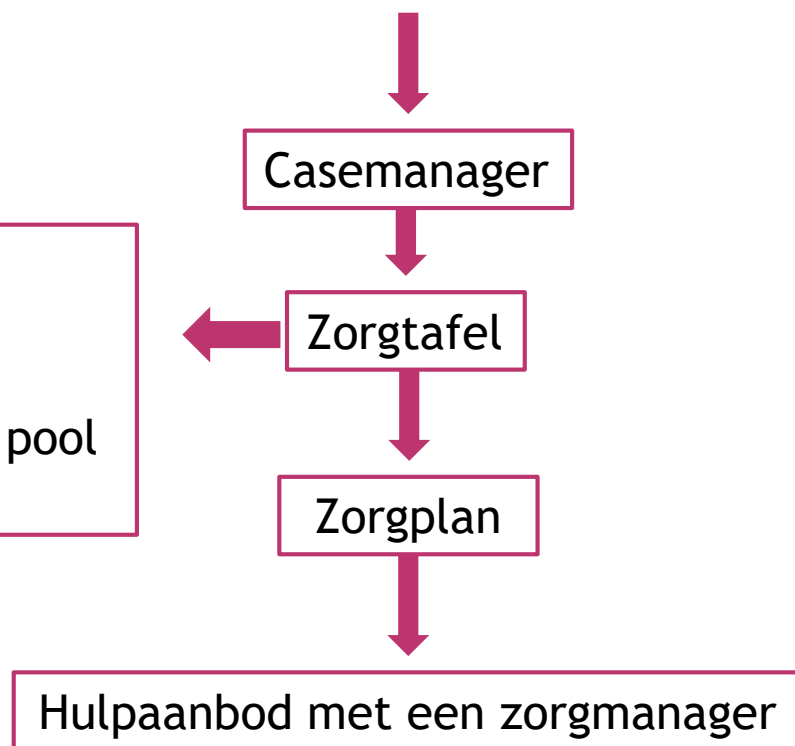 Casemanager
Zorgtafel
pool
Zorgplan
Hulpaanbod met een zorgmanager